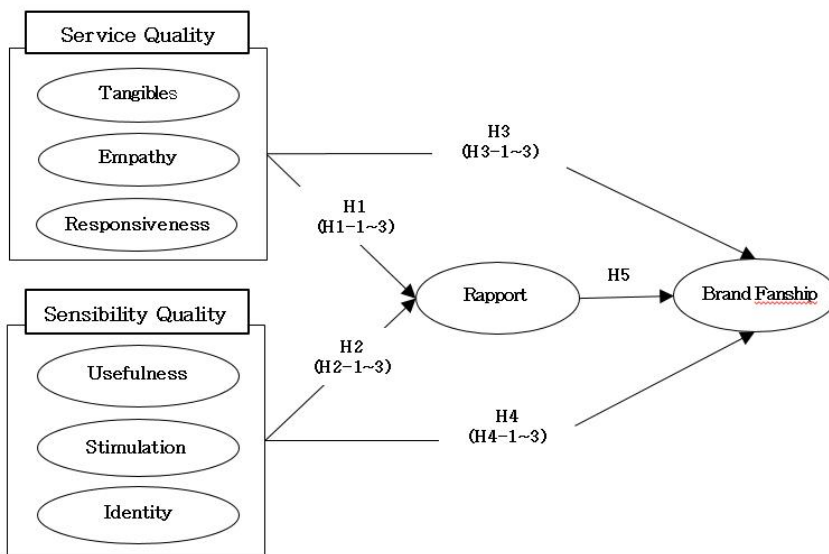 Service Quality
Tangibles
Empathy
Responsiveness
H3
(H3-1~3)
H1
(H1-1~3)
Rapport
H5
Brand Fanship
Sensibility Quality
Usefulness
Stimulation
Identity
H2
(H2-1~3)
H4
(H4-1~3)